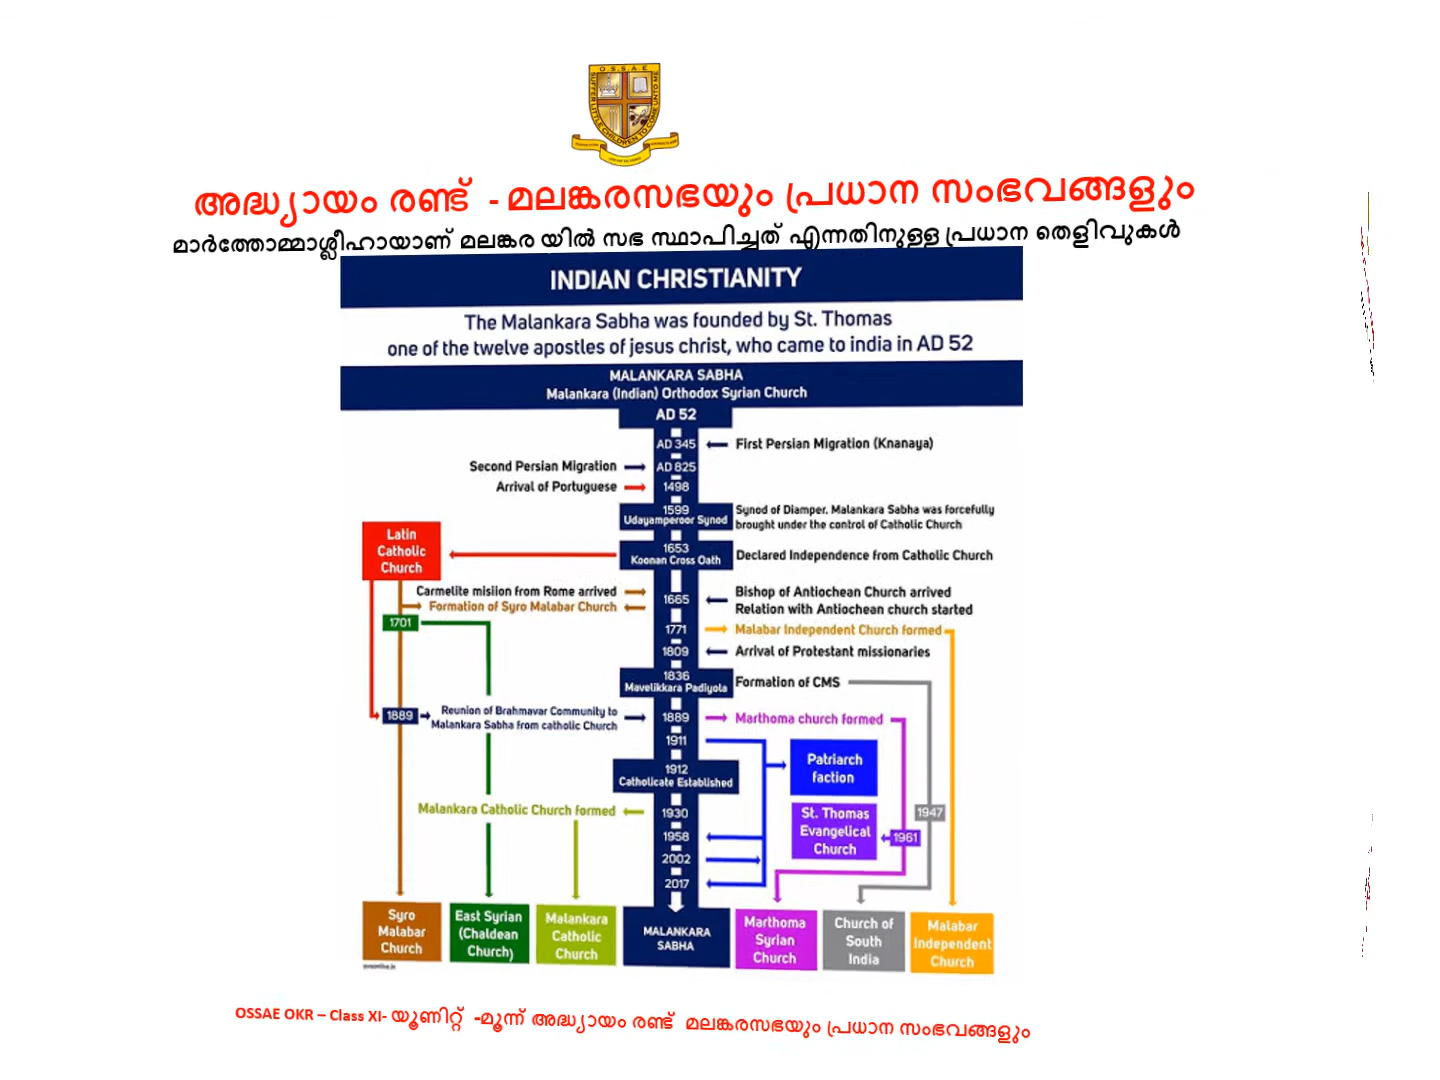 O.S.S.A.E
SUFFER LITTLE CHILDREN TO COME UNTO ME
അദ്ധ്യായം രണ്ട് - മലങ്കരസഭയും പ്രധാന സംഭവങ്ങളും
മാർത്തോമ്മാശ്ലീഹായാണ് മലങ്കര യിൽ സഭ സ്ഥാപിച്ചത് എന്നതിനുള്ള പ്രധാന തെളിവുകൾ
INDIAN CHRISTIANITY
The Malankara Sabha was founded by St. Thomas
one of the twelve apostles of jesus christ, who came to india in AD 52
MALANKARA SABHA
Malankara (Indian) Orthodox Syrian Church
AD 52
AD 345 First Persian Migration (Knanaya)
Second Persian Migration AD 825
Arrival of Portuguese 1498
1599
Udayamperoor Synod
Synod of Diamper. Malankara Sabha was forcefully
brought under the control of Catholic Church
Latin
Catholic
Church
1653
Koonan Cross Oath
Declared Independence from Catholic Church
Carmelite misiion from Rome arrived
Formation of Syro Malabar Church
1665
Bishop of Antiochean Church arrived
Relation with Antiochean church started
1701
1771 Malabar Independent Church formed
1809 Arrival of Protestant missionaries
1836
Mavelikkara Padiyola
Formation of CMS
1889
Reunion of Brahmavar Community to
Malankara Sabha from catholic Church
1889 Marthoma church formed
1911
Patriarch
faction
1912
Catholicate Established
Malankara Catholic Church formed 1930
St. Thomas
Evangelical
Church
1947
1961
1958
2002
2017
Syro
Malabar
Church
East Syrian
(Chaldean
Church)
Malankara
Catholic
Church
MALANKARA
SABHA
Marthoma
Syrian
Church
Church of
South
India
Malabar
Independent
Church
OSSAE OKR – Class XI- യൂണിറ്റ് -മൂന്ന് അദ്ധ്യായം രണ്ട് മലങ്കരസഭയും പ്രധാന സംഭവങ്ങളും